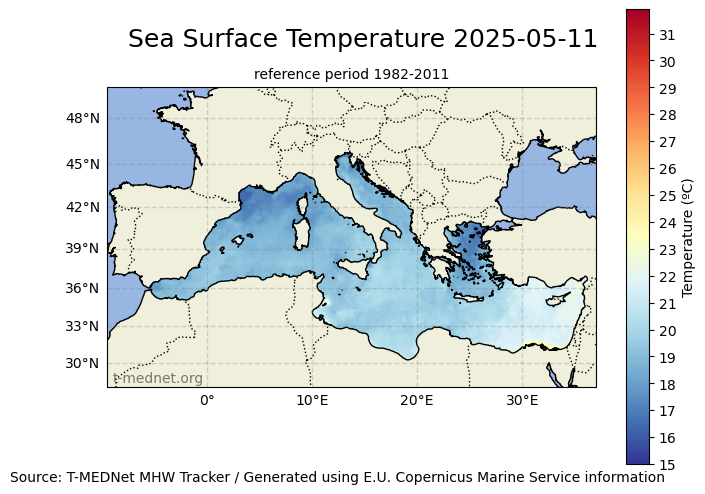 Sea Surface Temperature 2025-05-11
reference period 1982-2011
48°N
45°N
42°N
39°N
36°N
33°N
30°N
0°
10°E
20°E
30°E
t-mednet.org
31
30
29
28
27
26
25
24
23
22
21
20
19
18
17
16
15
Temperature (ºC)
Source: T-MEDNet MHW Tracker / Generated using E.U. Copernicus Marine Service information